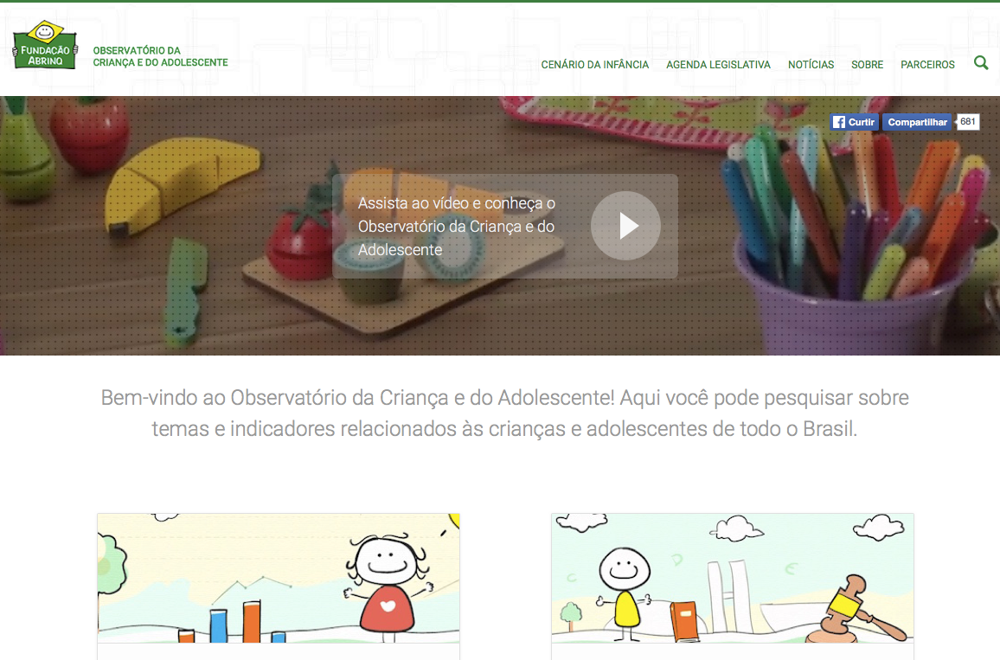 FUNDAÇÃO
ABRINQ
OBSERVATÓRIO DA
CRIANÇA E DO ADOLESCENTE
CENÁRIO DA INFÂNCIA
AGENDA LEGISLATIVA
NOTÍCIAS
SOBRE
PARCEIROS
Curtir
Compartilhar
681
Assista ao vídeo e conheça o
Observatório da Criança e do
Adolescente
Bem-vindo ao Observatório da Criança e do Adolescente! Aqui você pode pesquisar sobre
temas e indicadores relacionados às crianças e adolescentes de todo o Brasil.